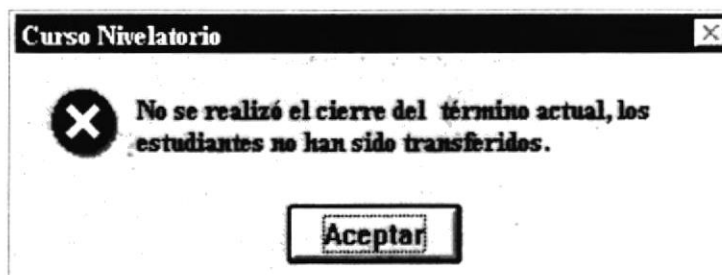 Curso Nivelatorio
No se realizó el cierre del término actual, los
estudiantes no han sido transferidos.
Aceptar